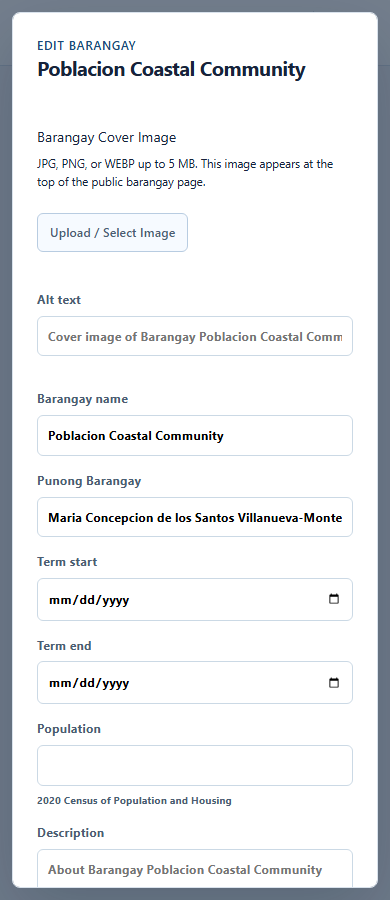 EDIT BARANGAY
Poblacion Coastal Community
Barangay Cover Image
JPG, PNG, or WEBP up to 5 MB. This image appears at the
top of the public barangay page.
Upload / Select Image
Alt text
Cover image of Barangay Poblacion Coastal Comm
Barangay name
Poblacion Coastal Community
Punong Barangay
Maria Concepcion de los Santos Villanueva-Monte
Term start
mm/dd/yyyy
Term end
mm/dd/yyyy
Population
2020 Census of Population and Housing
Description
About Barangay Poblacion Coastal Community